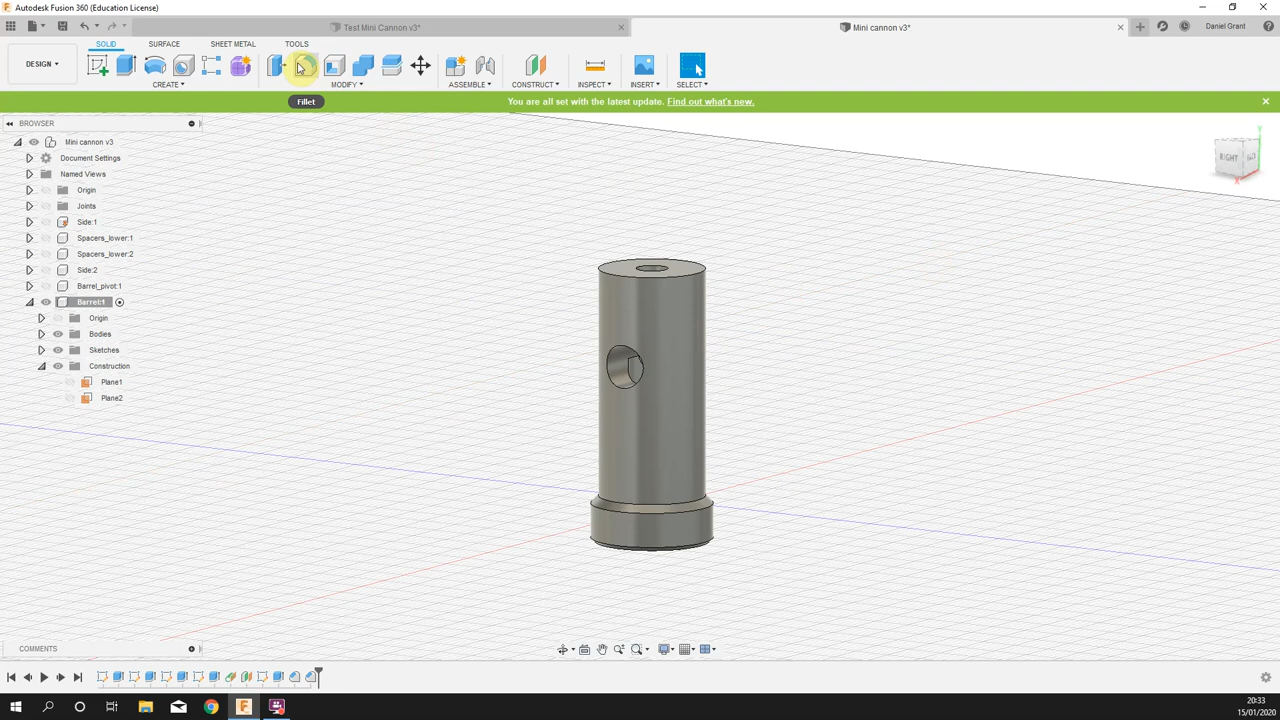 Autodesk Fusion 360 (Education License)
Test Mini Cannon v3*
Mini cannon v3*
Daniel Grant
DESIGN
SOLID
SURFACE
SHEET METAL
TOOLS
CREATE
MODIFY
ASSEMBLE
CONSTRUCT
INSPECT
INSERT
SELECT
Fillet
You are all set with the latest update. Find out what's new.
BROWSER
Mini cannon v3
Document Settings
Named Views
Origin
Joints
Side:1
Spacers_lower:1
Spacers_lower:2
Side:2
Barrel_pivot:1
Barrel:1
Origin
Bodies
Sketches
Construction
Plane1
Plane2
RIGHT
X
COMMENTS
20:33
15/01/2020